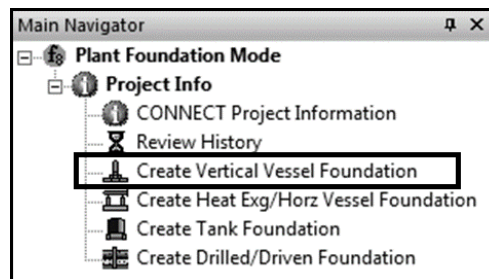 Main Navigator
Plant Foundation Mode
Project Info
CONNECT Project Information
Review History
Create Vertical Vessel Foundation
Create Heat Exg/Horz Vessel Foundation
Create Tank Foundation
Create Drilled/Driven Foundation